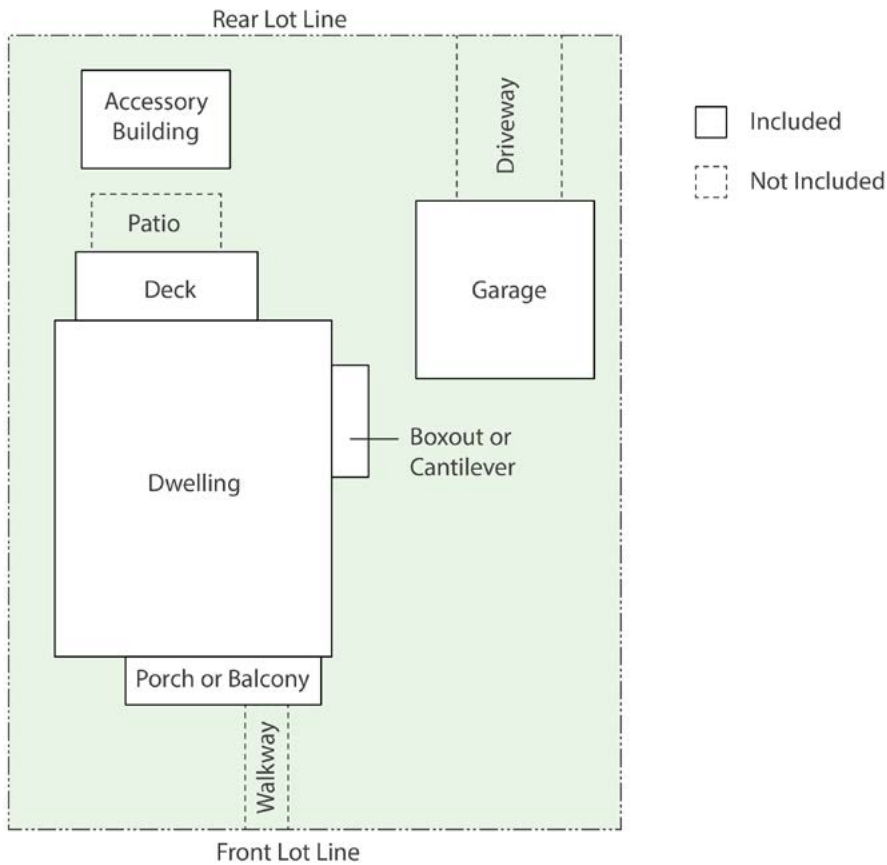 Rear Lot Line
Accessory
Building
Driveway
Included
Not Included
Patio
Deck
Garage
Boxout or
Cantilever
Dwelling
Porch or Balcony
Walkway
Front Lot Line